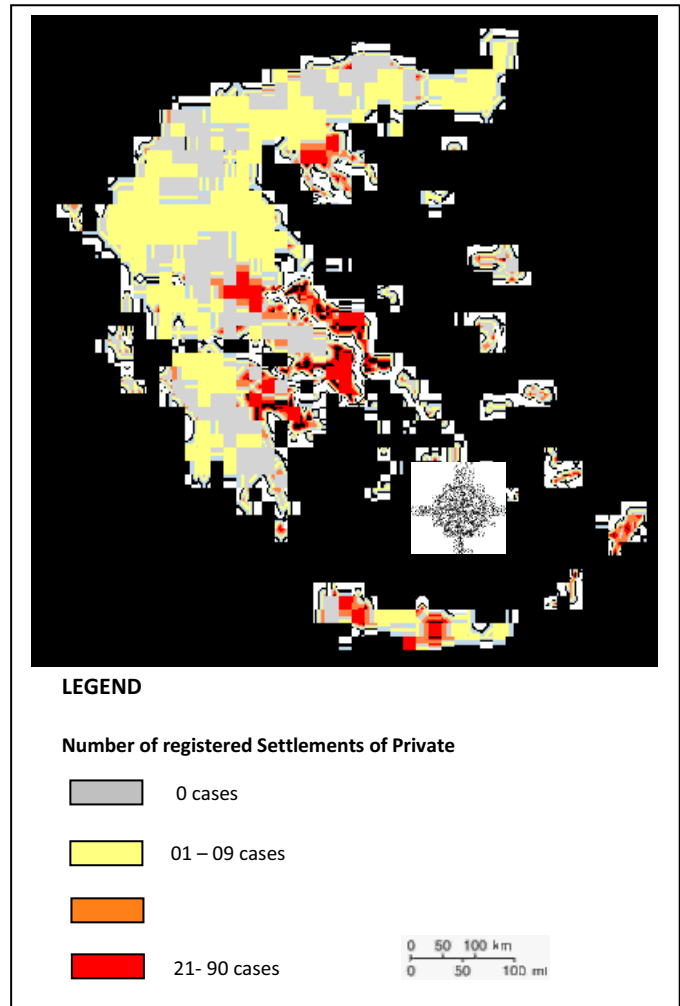 LEGEND
Number of registered Settlements of Private
0 cases
01 – 09 cases
21- 90 cases
0 50 100 km
0 50 100 mi